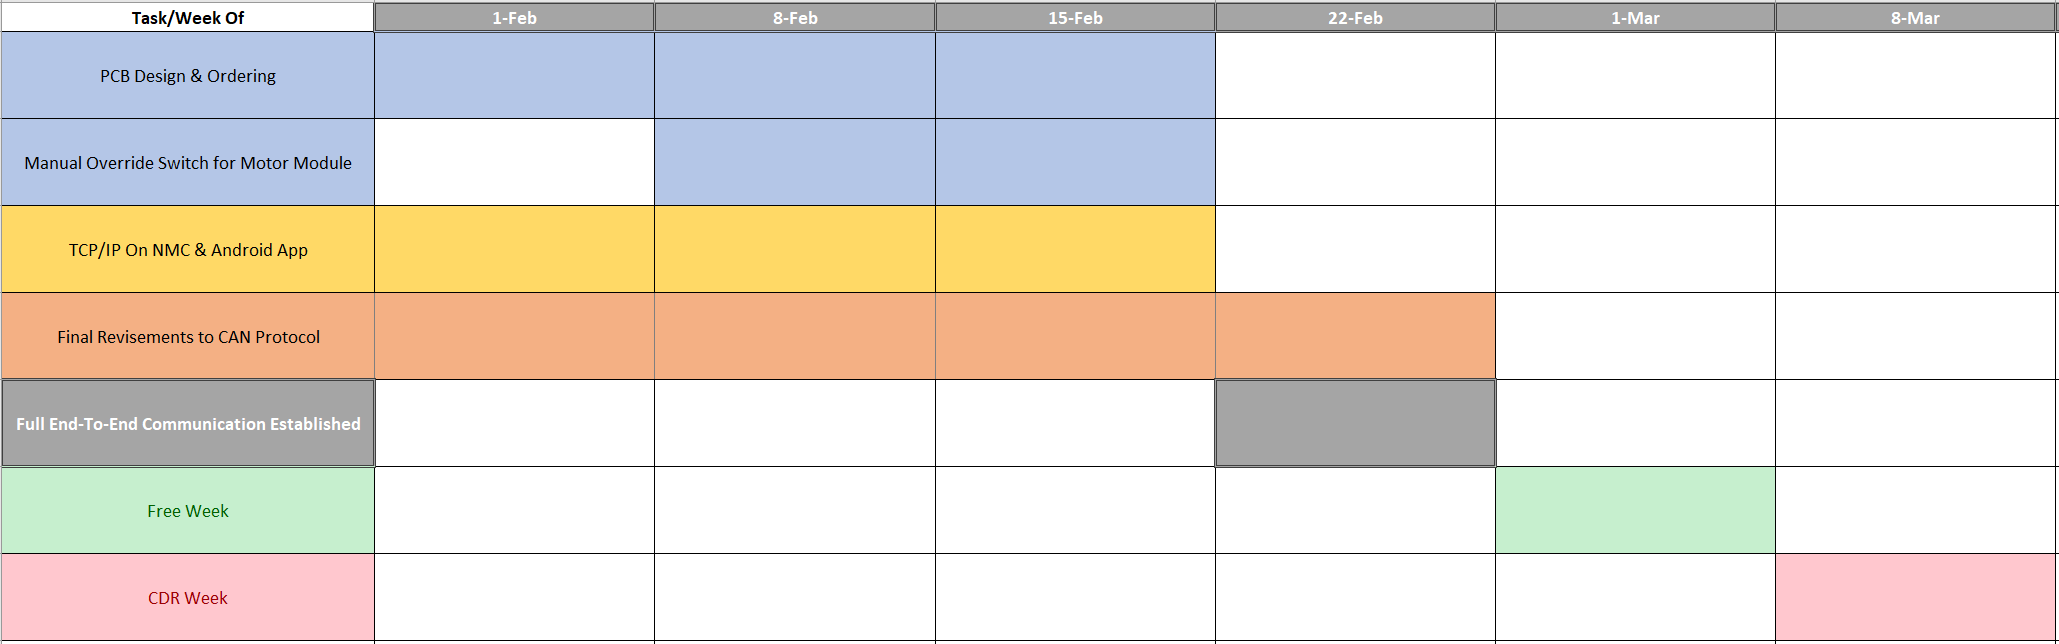 Task/Week Of 1-Feb 8-Feb 15-Feb 22-Feb 1-Mar 8-Mar
PCB Design & Ordering
Manual Override Switch for Motor Module
TCP/IP On NMC & Android App
Final Revisements to CAN Protocol
Full End-To-End Communication Established
Free Week
CDR Week